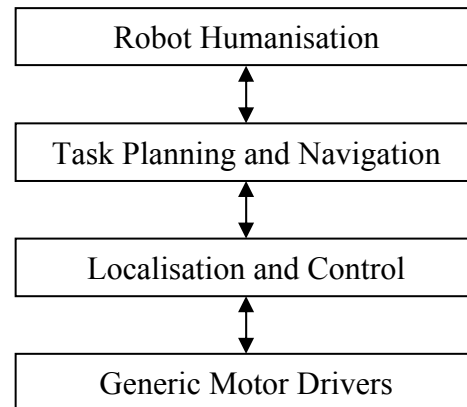 Robot Humanisation
Task Planning and Navigation
Localisation and Control
Generic Motor Drivers